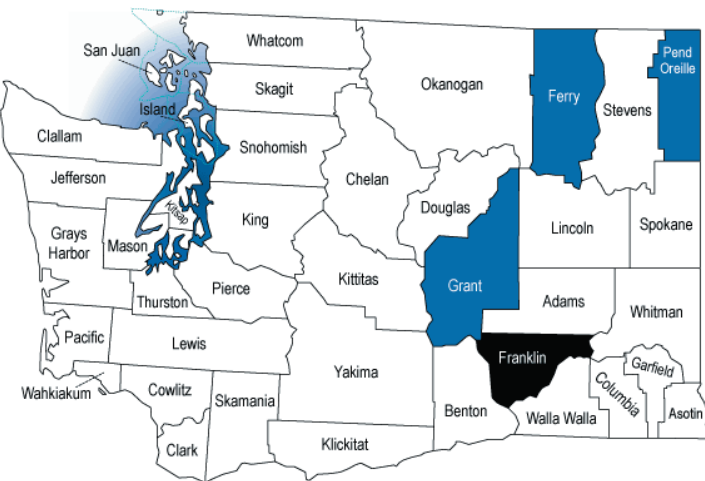 Whatcom
San Juan
Skagit
Okanogan
Pend
Oreille
Ferry
Stevens
Island
Clallam
Snohomish
Jefferson
Chelan
Kitsap
King
Douglas
Lincoln
Spokane
Grays
Harbor
Mason
Kittitas
Grant
Pierce
Thurston
Adams
Whitman
Pacific
Lewis
Franklin
Yakima
Garfield
Wahkiakum
Cowlitz
Skamania
Columbia
Benton
Walla Walla
Asotin
Klickitat
Clark